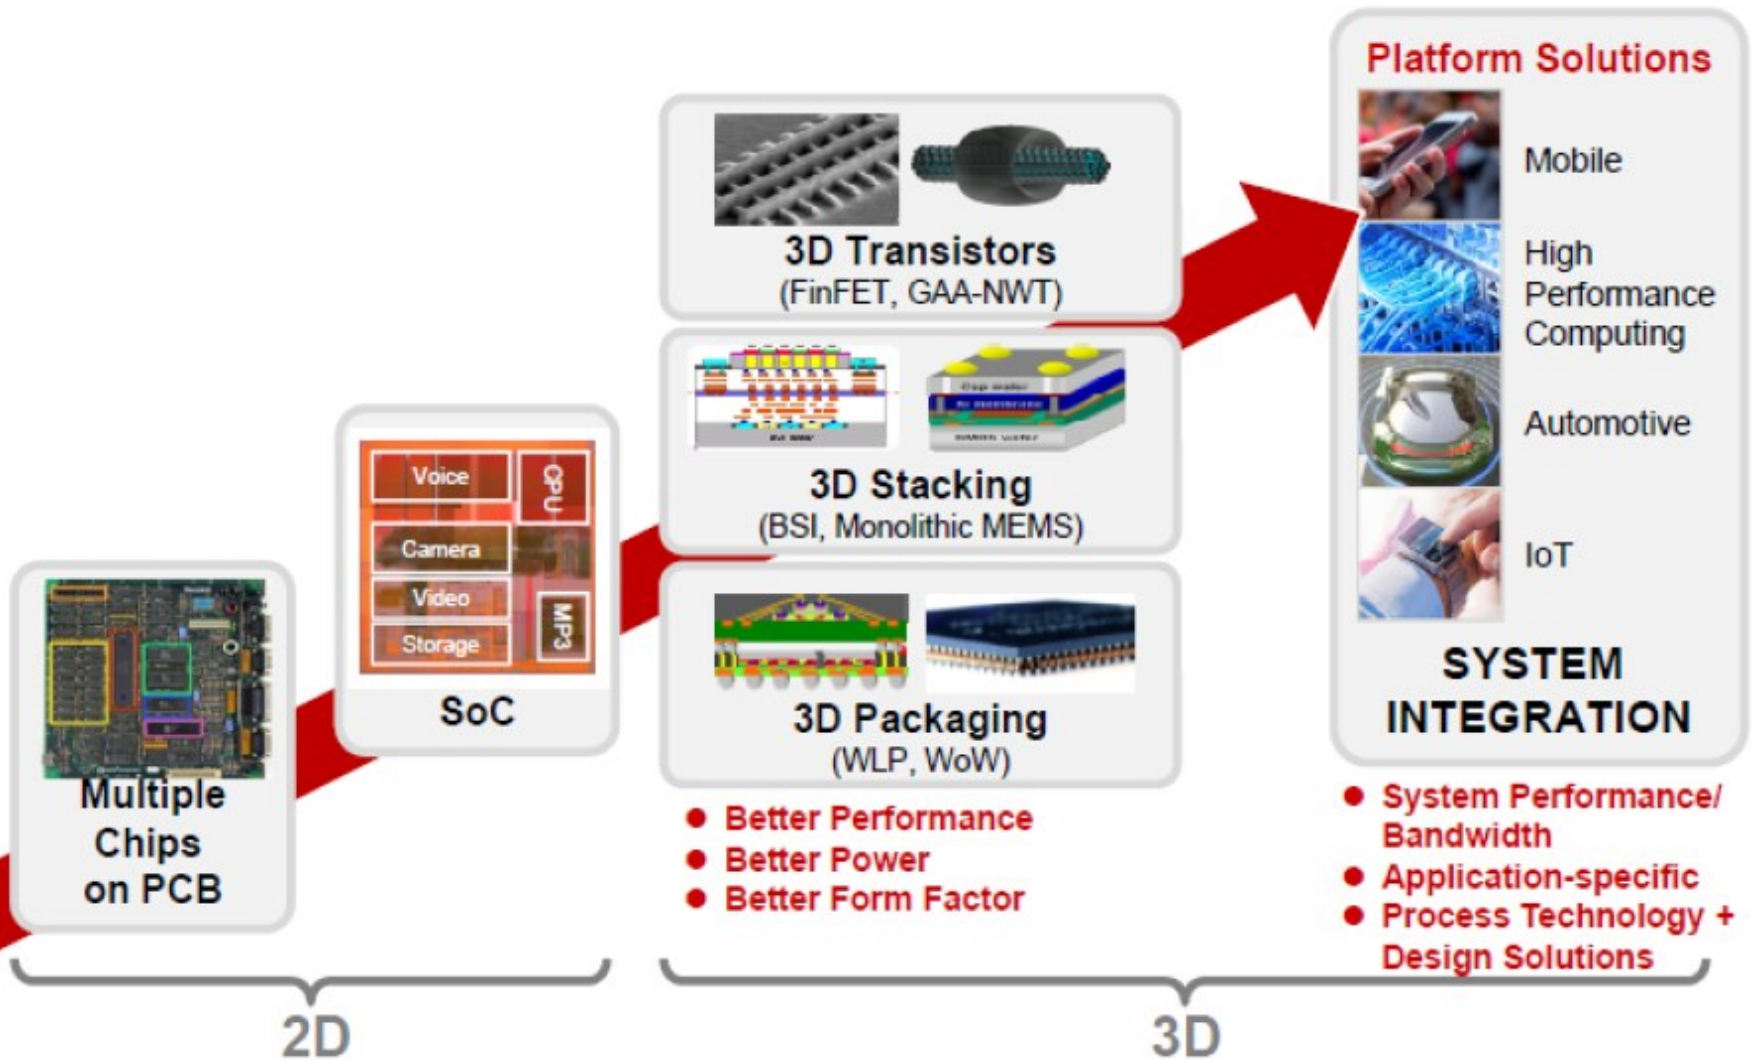 Multiple
Chips
on PCB
Voice
CPU
Camera
Video
MP3
Storage
SoC
3D Transistors
(FinFET, GAA-NWT)
Cap wafer
3D Stacking
(BSI, Monolithic MEMS)
3D Packaging
(WLP, WoW)
● Better Performance
● Better Power
● Better Form Factor
Platform Solutions
Mobile
High
Performance
Computing
Automotive
IoT
SYSTEM
INTEGRATION
● System Performance/
Bandwidth
● Application-specific
● Process Technology +
Design Solutions
2D
3D